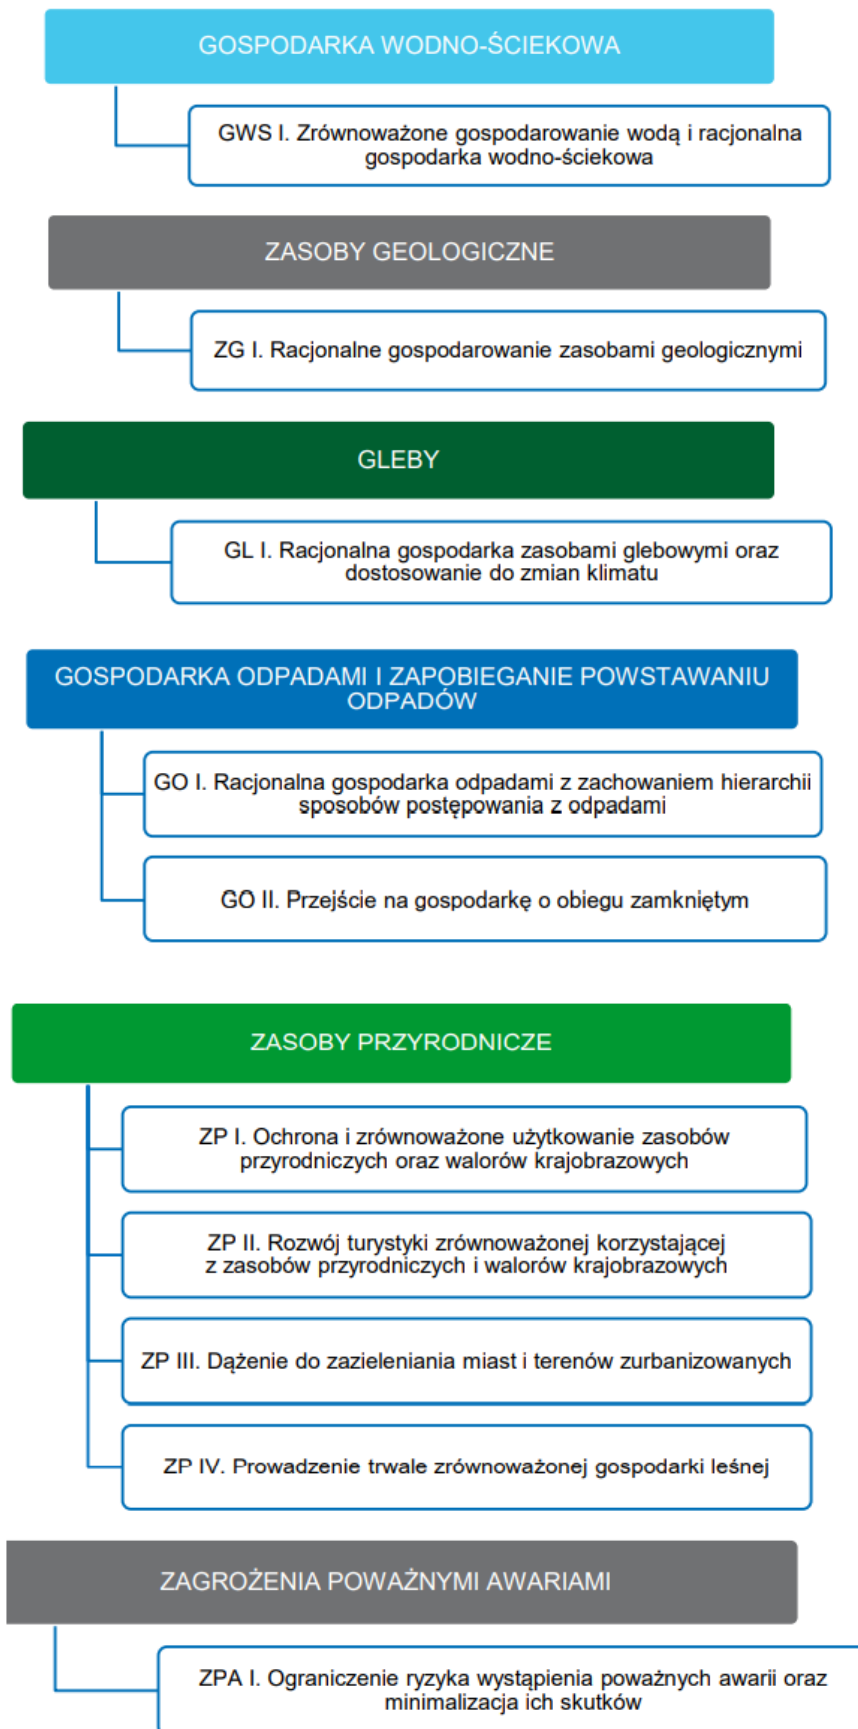 GOSPODARKA WODNO-ŚCIEKOWA
GWS I. Zrównoważone gospodarowanie wodą i racjonalna
gospodarka wodno-ściekowa
ZASOBY GEOLOGICZNE
ZG I. Racjonalne gospodarowanie zasobami geologicznymi
GLEBY
GL I. Racjonalna gospodarka zasobami glebowymi oraz
dostosowanie do zmian klimatu
GOSPODARKA ODPADAMI I ZAPOBIEGANIE POWSTAWANIU
ODPADÓW
GO I. Racjonalna gospodarka odpadami z zachowaniem hierarchii
sposobów postępowania z odpadami
GO II. Przejście na gospodarkę o obiegu zamkniętym
ZASOBY PRZYRODNICZE
ZP I. Ochrona i zrównoważone użytkowanie zasobów
przyrodniczych oraz walorów krajobrazowych
ZP II. Rozwój turystyki zrównoważonej korzystającej
z zasobów przyrodniczych i walorów krajobrazowych
ZP III. Dążenie do zazieleniania miast i terenów zurbanizowanych
ZP IV. Prowadzenie trwale zrównoważonej gospodarki leśnej
ZAGROŻENIA POWAŻNYMI AWARIAMI
ZPA I. Ograniczenie ryzyka wystąpienia poważnych awarii oraz
minimalizacja ich skutków